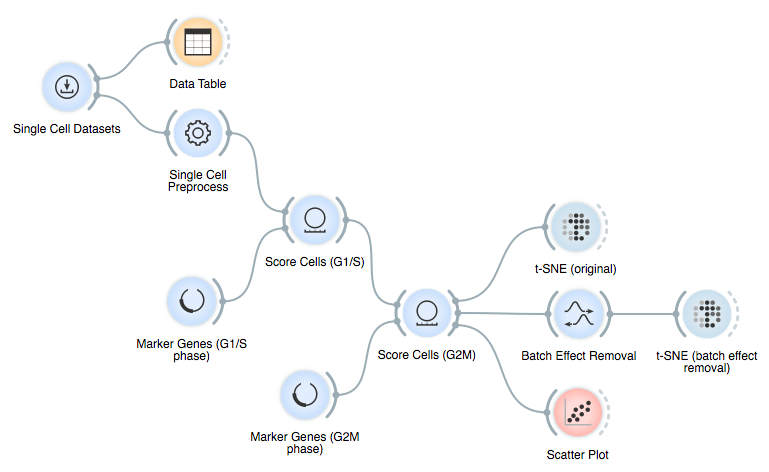 Data Table
Single Cell Datasets
Single Cell
Preprocess
Score Cells (G1/S)
t-SNE (original)
Marker Genes (G1/S
phase)
Score Cells (G2M)
Batch Effect Removal
t-SNE (batch effect
removal)
Marker Genes (G2M
phase)
Scatter Plot